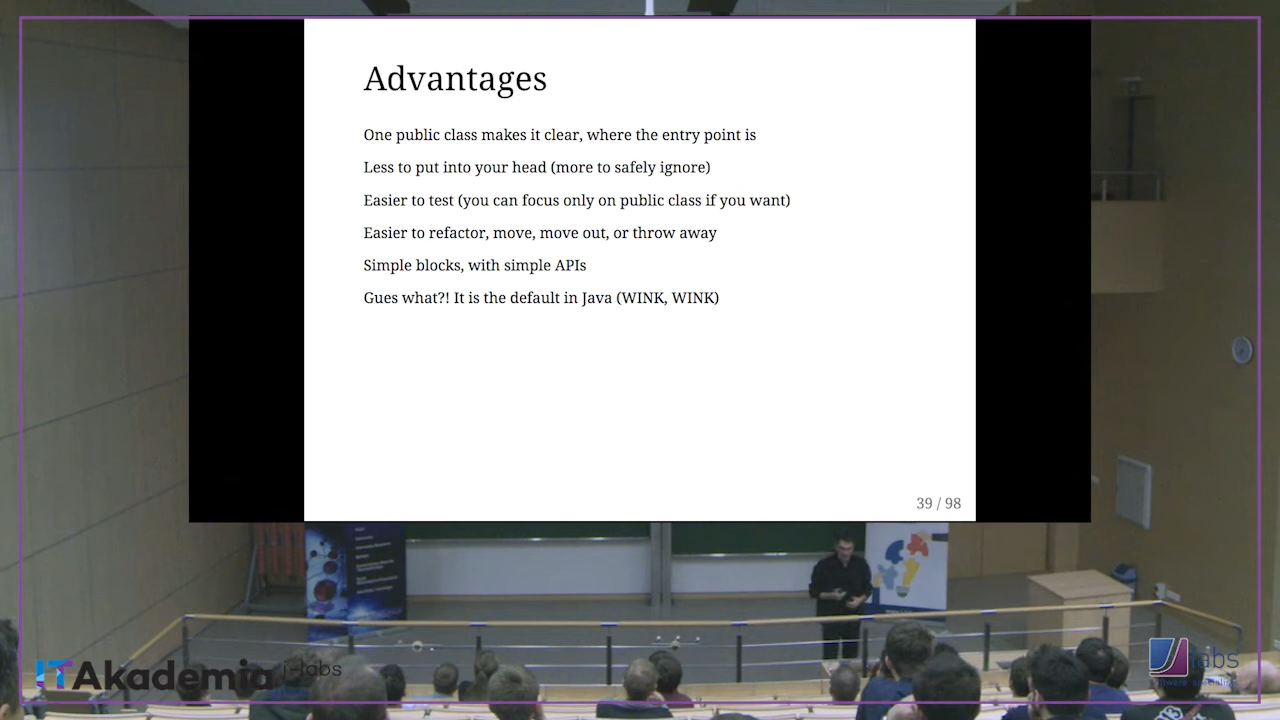 Advantages
One public class makes it clear, where the entry point is
Less to put into your head (more to safely ignore)
Easier to test (you can focus only on public class if you want)
Easier to refactor, move, move out, or throw away
Simple blocks, with simple APIs
Gues what?! It is the default in Java (WINK, WINK)
39 / 98
ITAkademia j-labs
labs